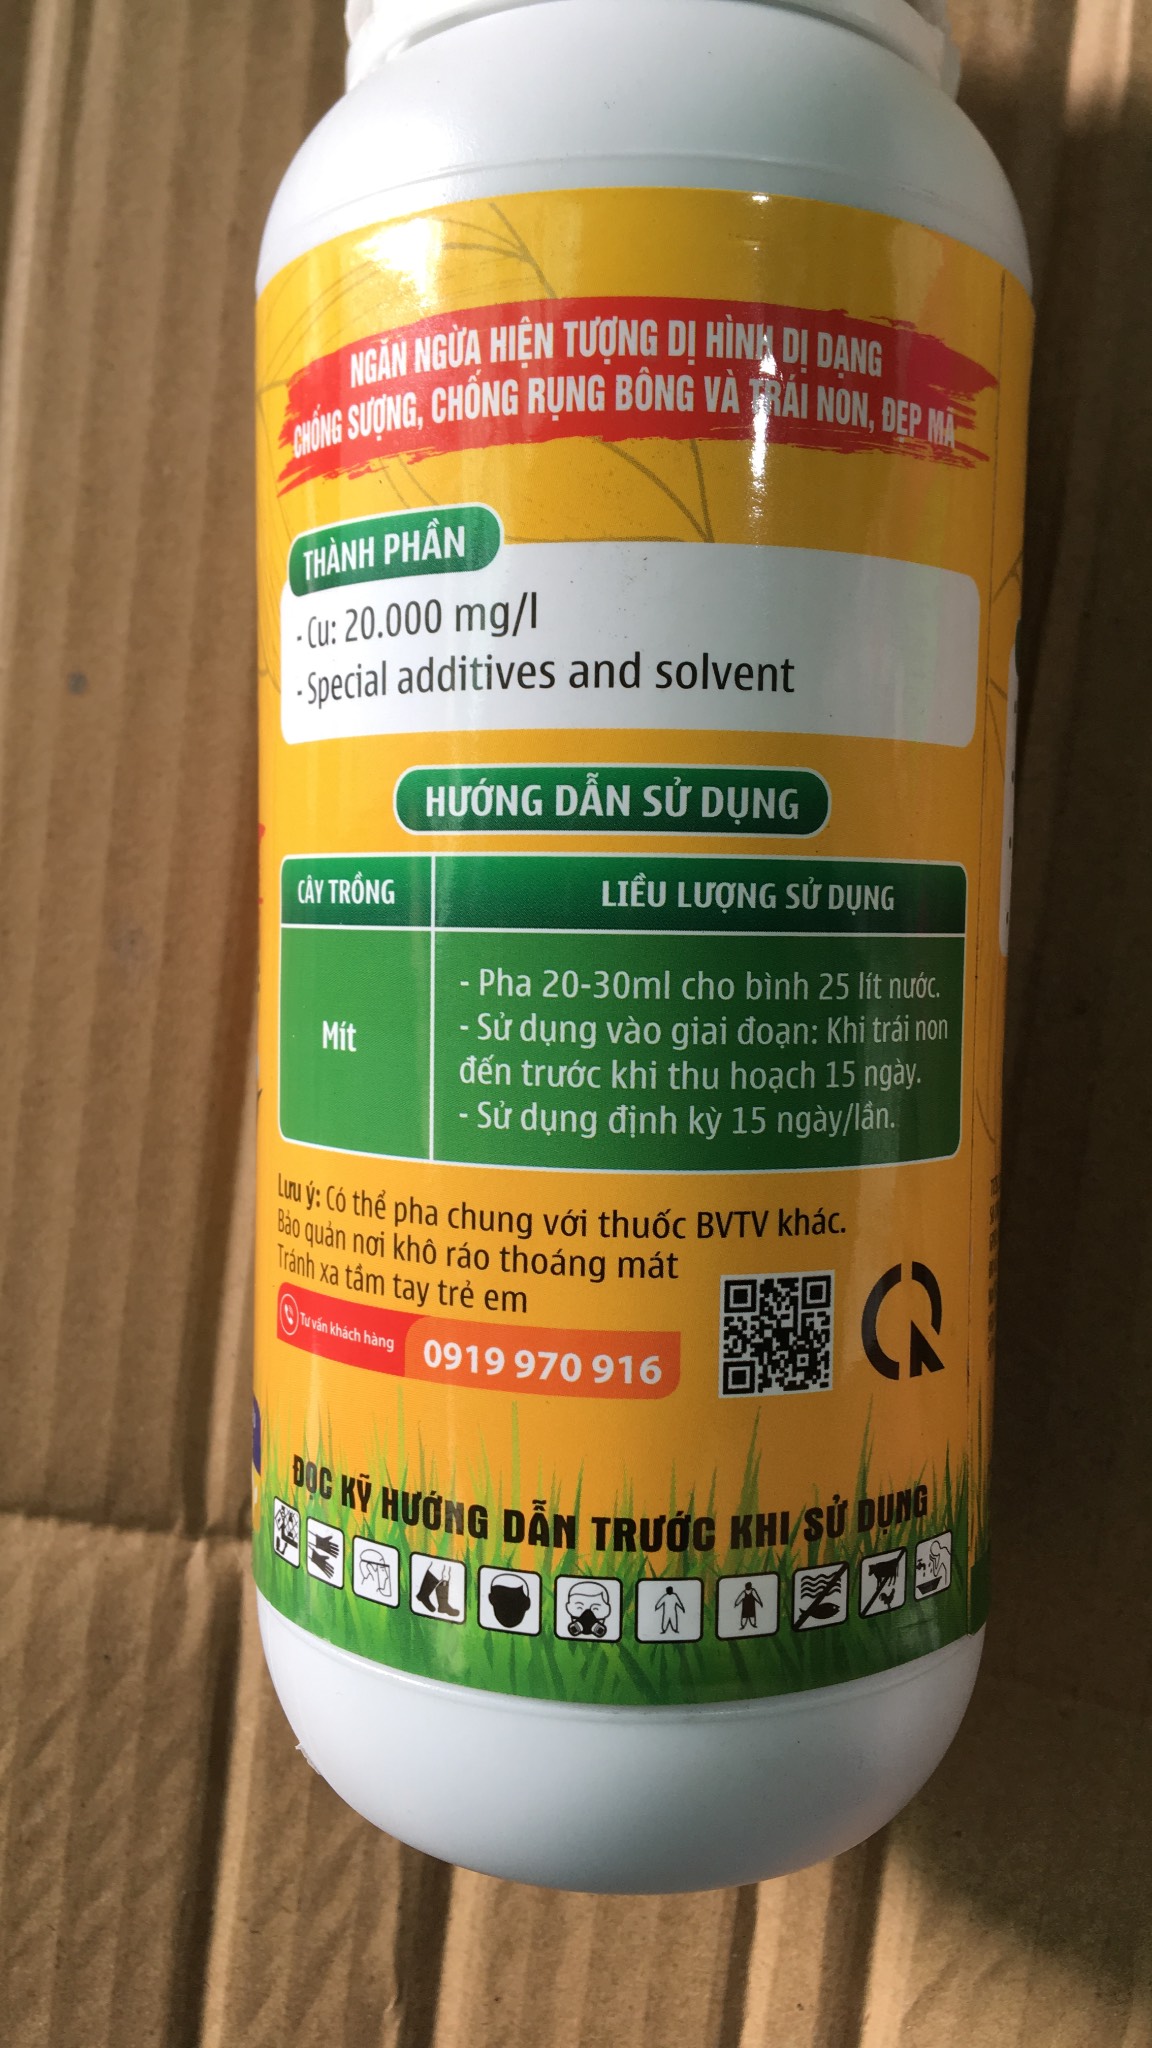 NGĂN NGỪA HIỆN TƯỢNG DỊ HÌNH DỊ DẠNG
CHỐNG SƯỢNG, CHỐNG RỤNG BÔNG VÀ TRÁI NON, ĐẸP MÃ
THÀNH PHẦN
- Cu: 20.000 mg/l
- Special additives and solvent
HƯỚNG DẪN SỬ DỤNG
CÂY TRỒNG
LIỀU LƯỢNG SỬ DỤNG
Mít
- Pha 20-30ml cho bình 25 lít nước.
- Sử dụng vào giai đoạn: Khi trái non
đến trước khi thu hoạch 15 ngày.
- Sử dụng định kỳ 15 ngày/lần.
Lưu ý: Có thể pha chung với thuốc BVTV khác.
Bảo quản nơi khô ráo thoáng mát
Tránh xa tầm tay trẻ em
Tư vấn khách hàng
0919 970 916
ĐỌC KỸ HƯỚNG DẪN TRƯỚC KHI SỬ DỤNG